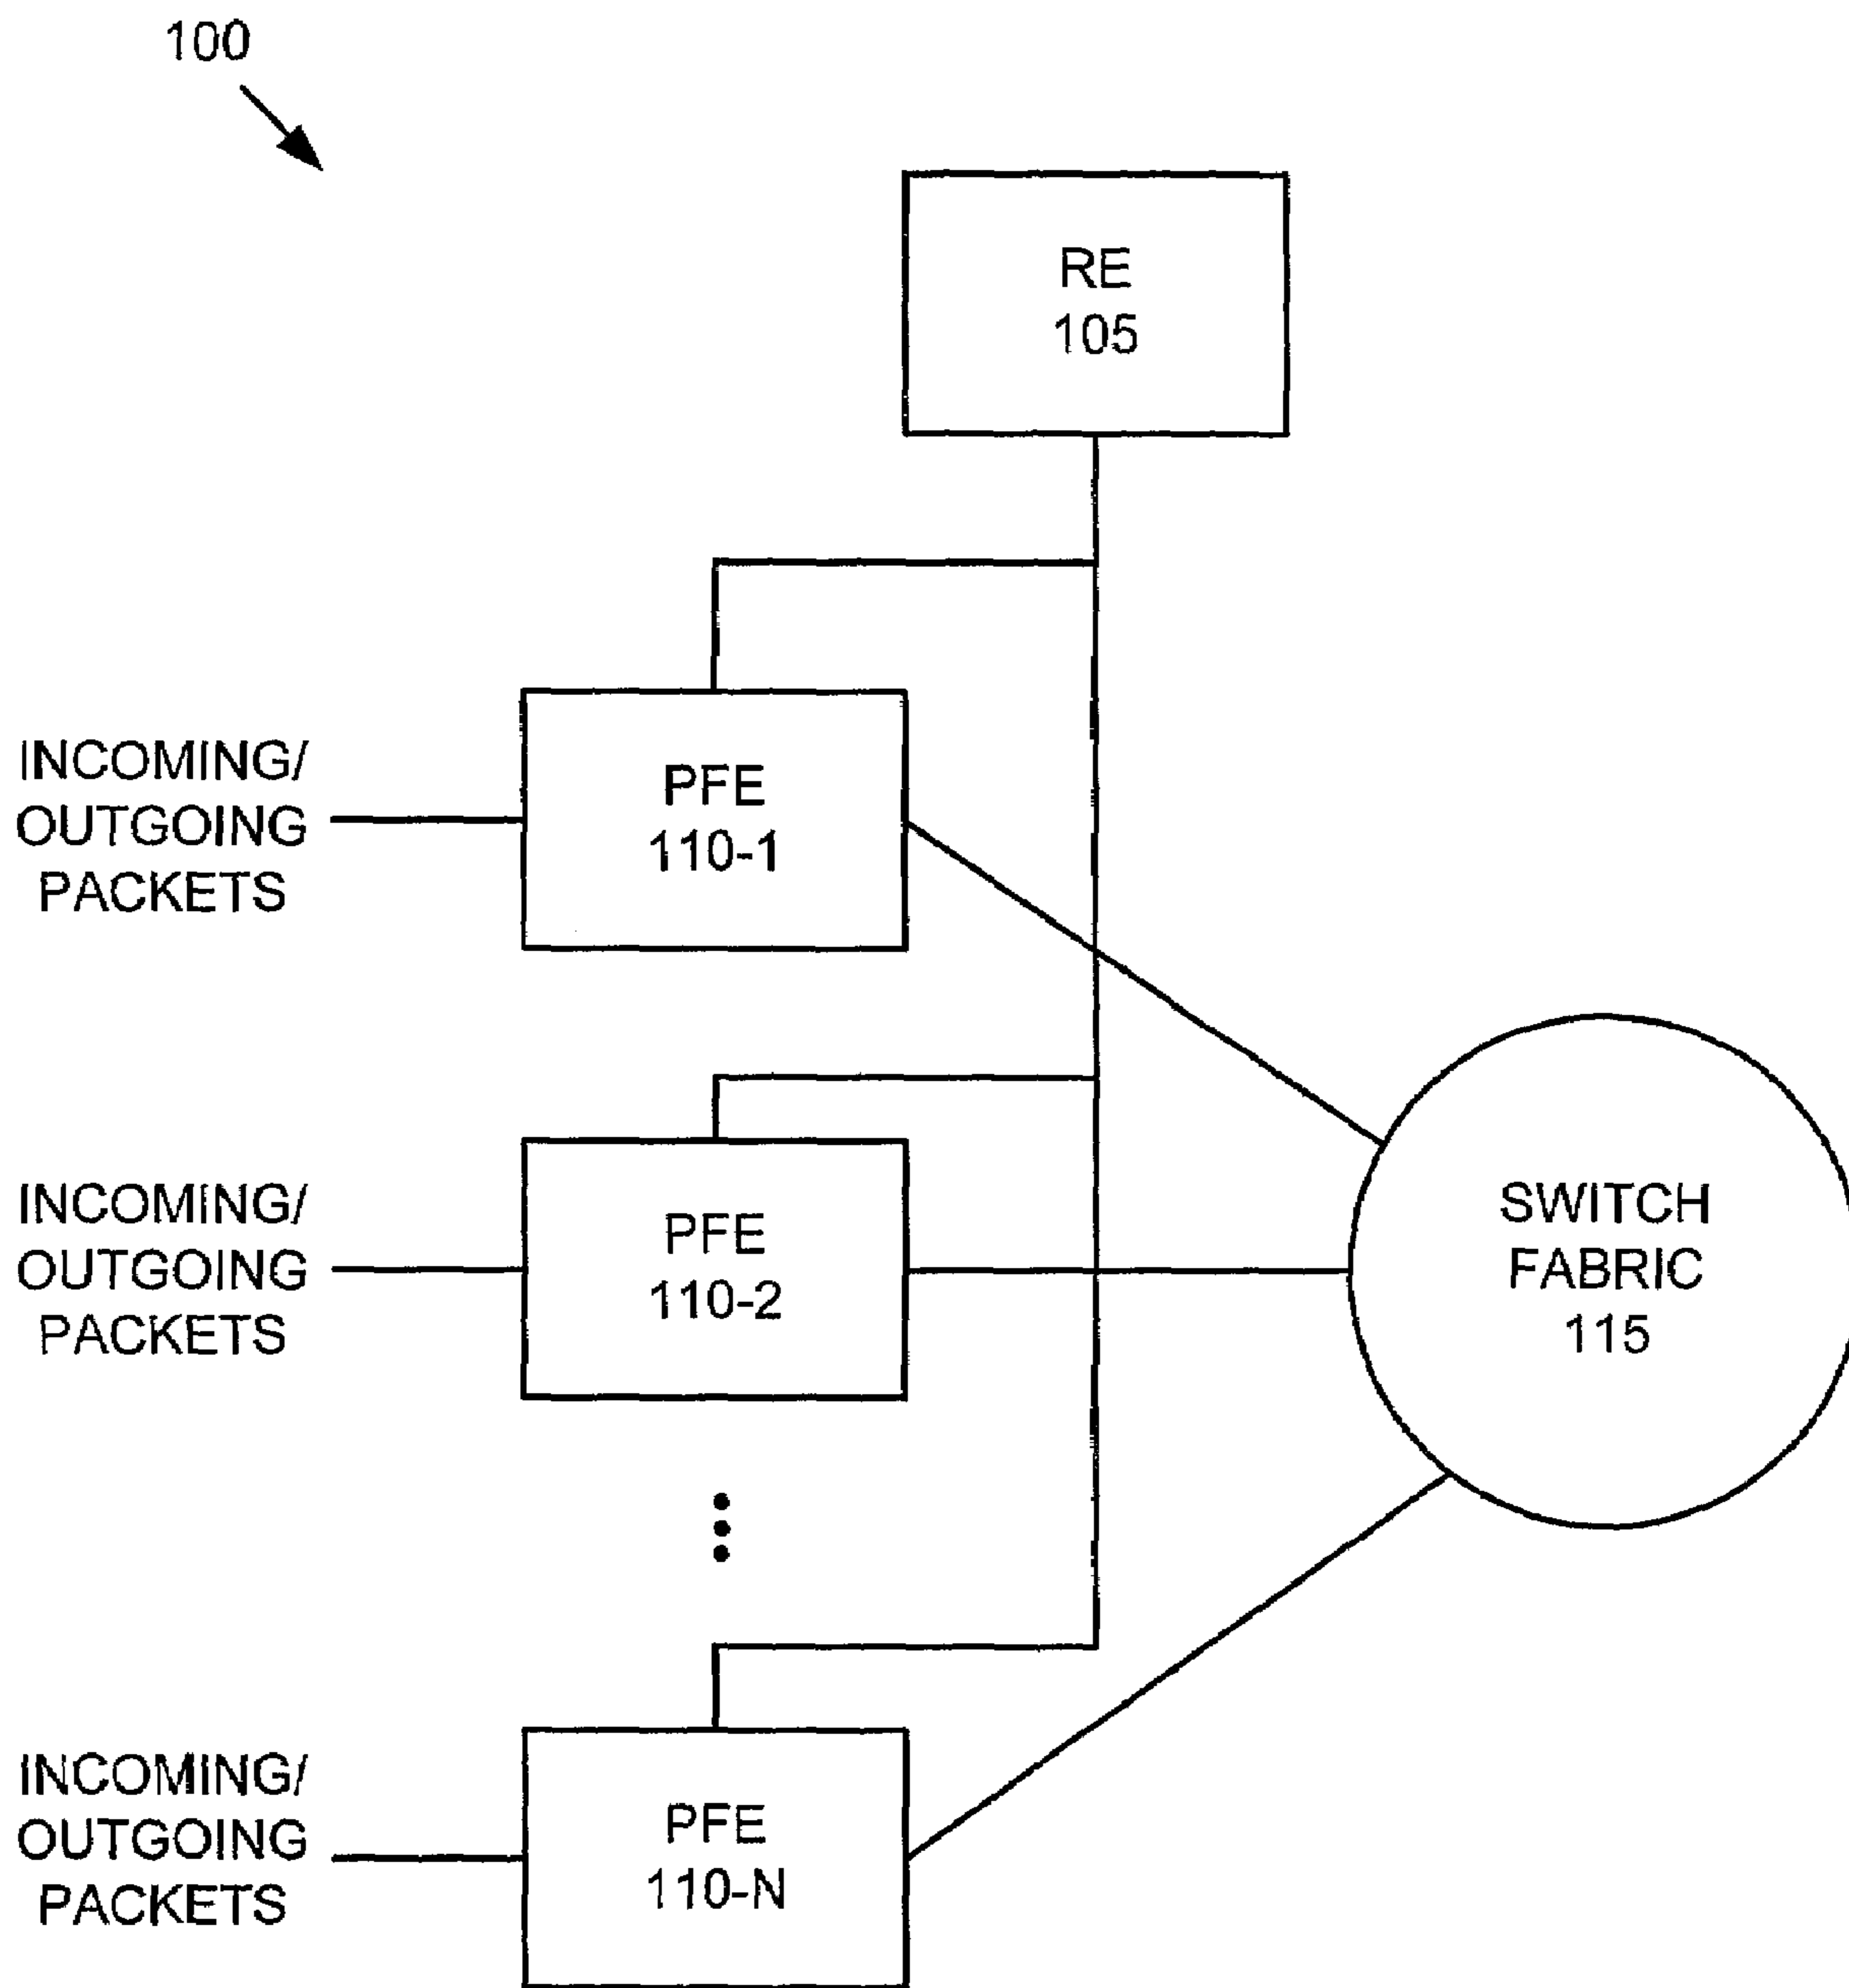 100
RE
105
INCOMING/
OUTGOING
PACKETS
PFE
110-1
INCOMING/
OUTGOING
PACKETS
PFE
110-2
SWITCH
FABRIC
115
INCOMING/
OUTGOING
PACKETS
PFE
110-N